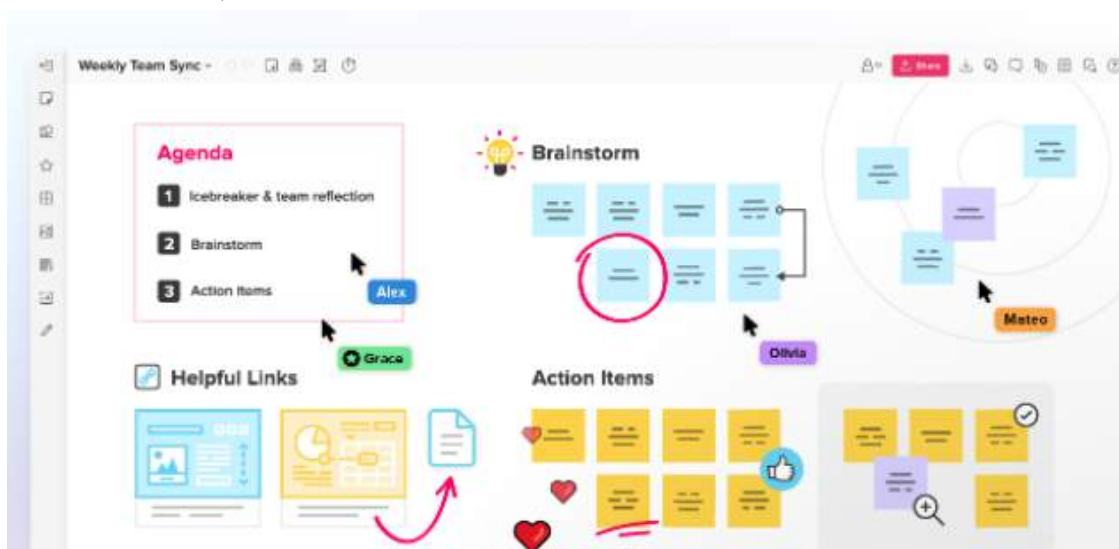 Weekly Team Sync
Share
Agenda
1 Icebreaker & team reflection
2 Brainstorm
3 Action Items
Alex
Grace
Brainstorm
Olivia
Mateo
Helpful Links
Action Items